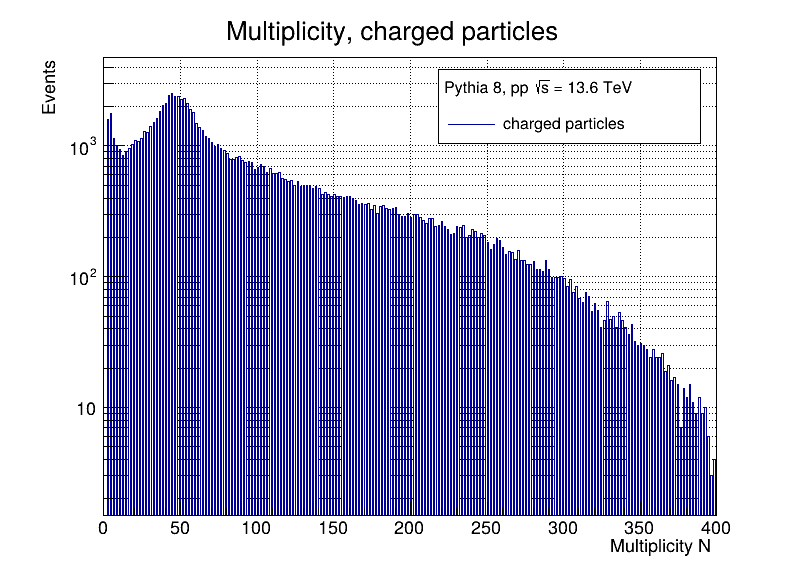 Multiplicity, charged particles
Events
Pythia 8, pp √s = 13.6 TeV
charged particles
10³
10²
10
0 50 100 150 200 250 300 350 400
Multiplicity N